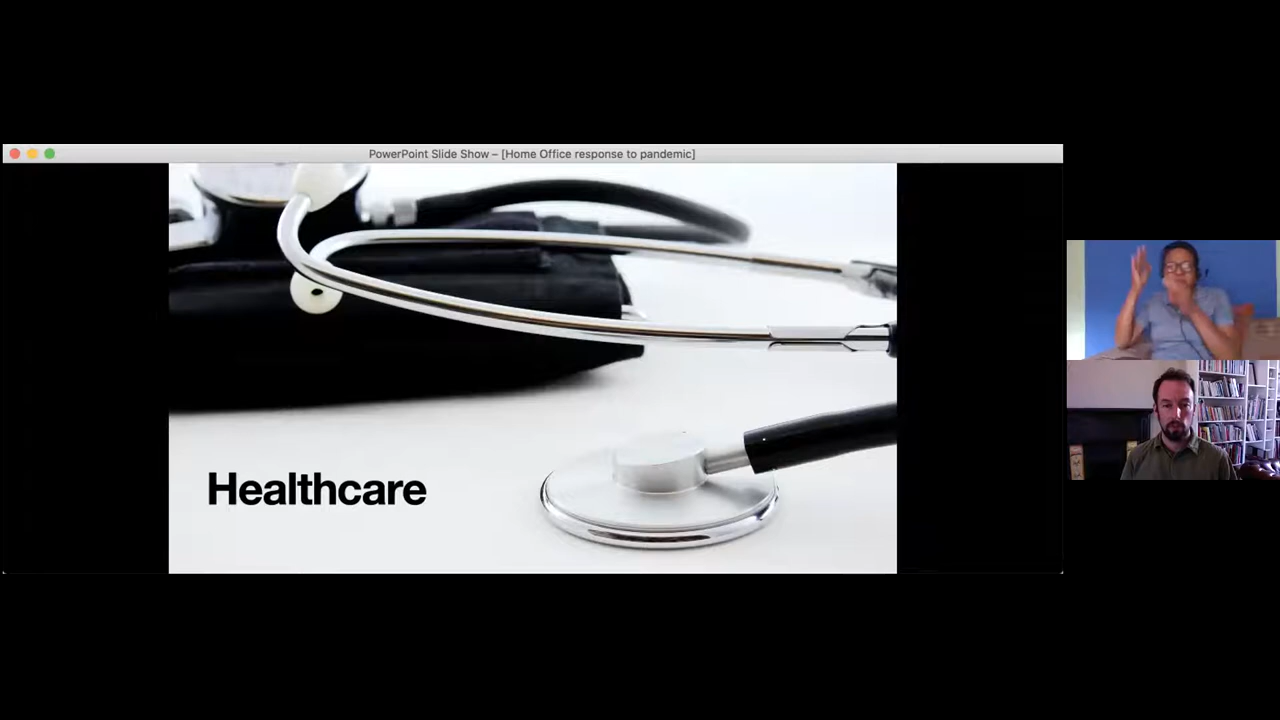 PowerPoint Slide Show – [Home Office response to pandemic]
Healthcare